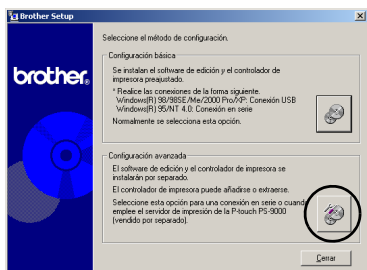 Brother Setup
Seleccione el método de configuración.
brother®
Configuración básica
Se instalan el software de edición y el controlador de
impresora preajustado.
* Realice las conexiones de la forma siguiente.
Windows(R) 98/98SE/Me/2000 Pro/XP: Conexión USB
Windows(R) 95/NT 4.0: Conexión en serie
Normalmente se selecciona esta opción.
Configuración avanzada
El software de edición y el controlador de impresora se
instalarán por separado.
El controlador de impresora puede añadirse o extraerse.
Seleccione esta opción para una conexión en serie o cuando
emplee el servidor de impresión de la P-touch PS-9000
(vendido por separado).
Cerrar